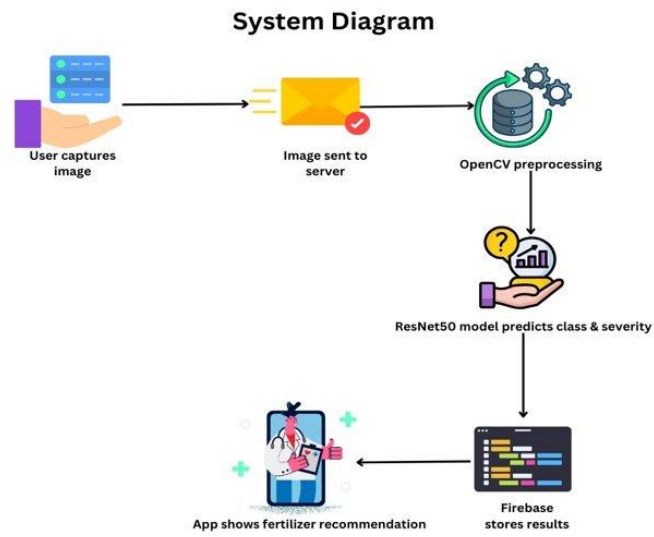 System Diagram
User captures
image
Image sent to
server
OpenCV preprocessing
?
ResNet50 model predicts class & severity
Firebase
stores results
App shows fertilizer recommendation